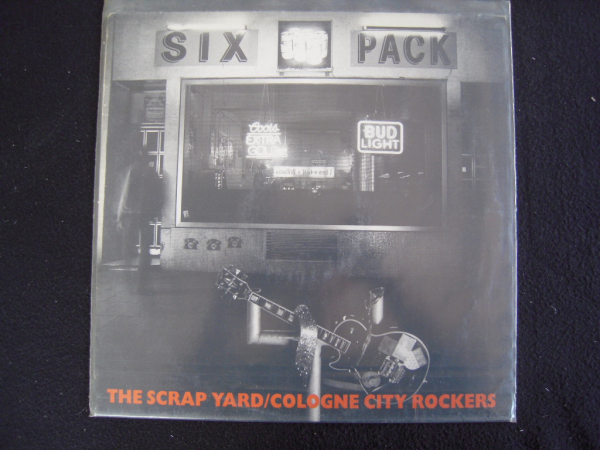 SIX PACK
Coors
EXTRA
GOLD
BUD
LIGHT
THE SCRAP YARD/COLOGNE CITY ROCKERS